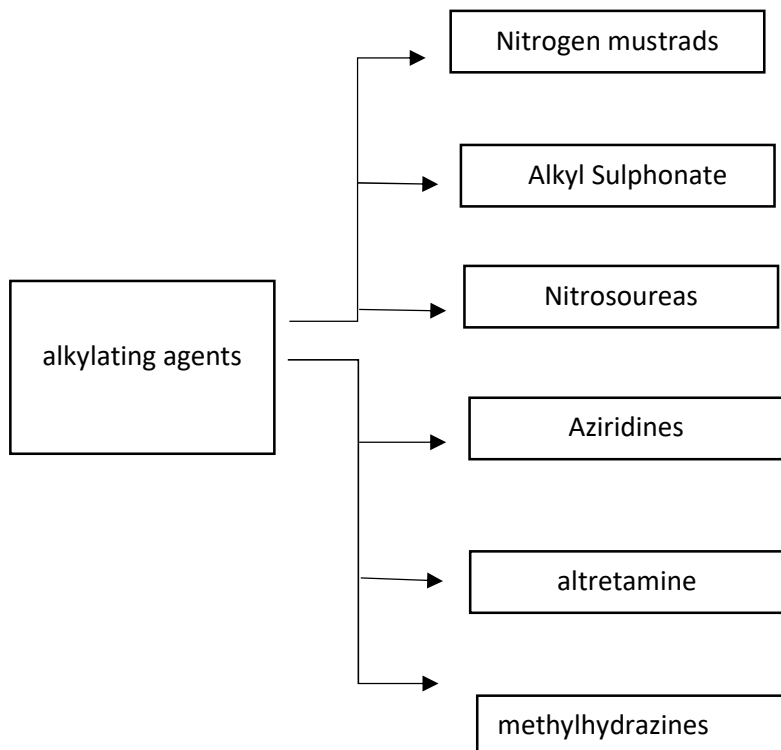 Nitrogen mustrads
Alkyl Sulphonate
Nitrosoureas
alkylating agents
Aziridines
altretamine
methylhydrazines